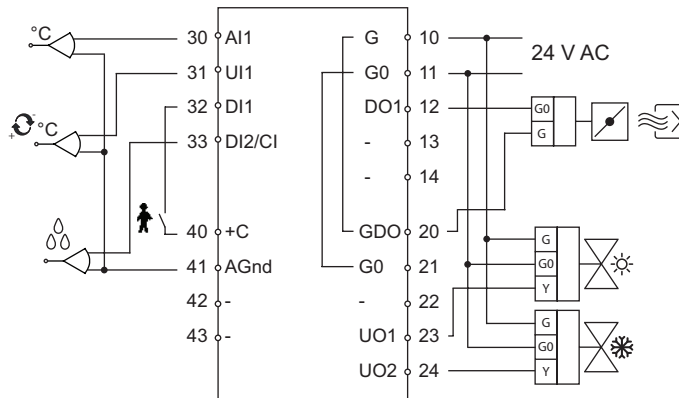 °C 30 AI1 G 10 24 V AC
31 UI1 G0 11
32 DI1 DO1 12 G0
+ - °C 33 DI2/CI - 13 G
- 14
40 +C GDO 20 G
41 AGnd G0 21 G0
42 - - 22 Y
43 - UO1 23 G
G0
UO2 24 Y